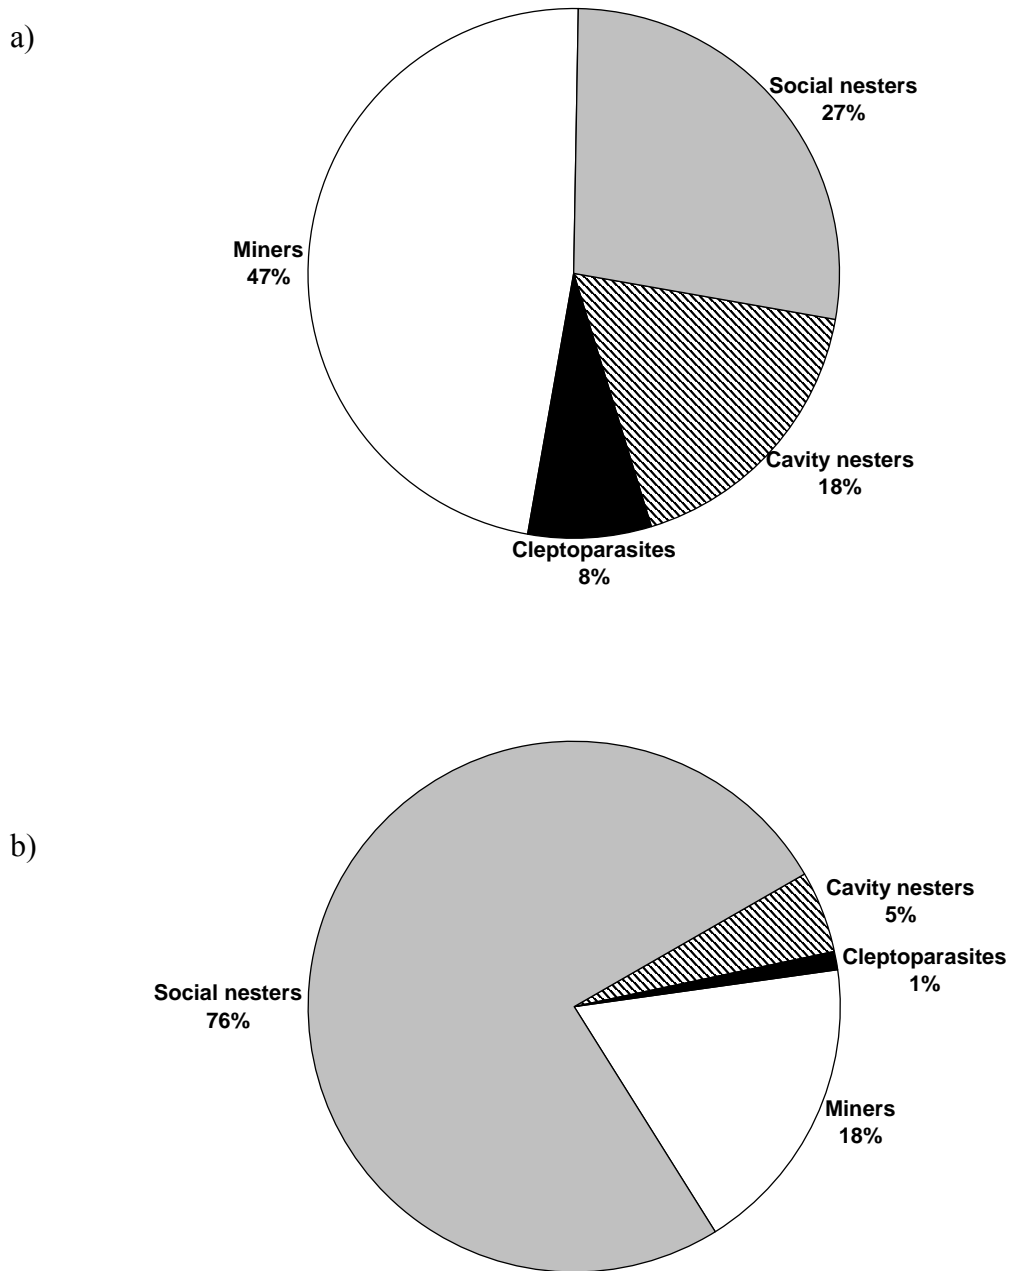 a)
Social nesters
27%
Miners
47%
Cavity nesters
18%
Cleptoparasites
8%
b)
Cavity nesters
5%
Cleptoparasites
1%
Social nesters
76%
Miners
18%